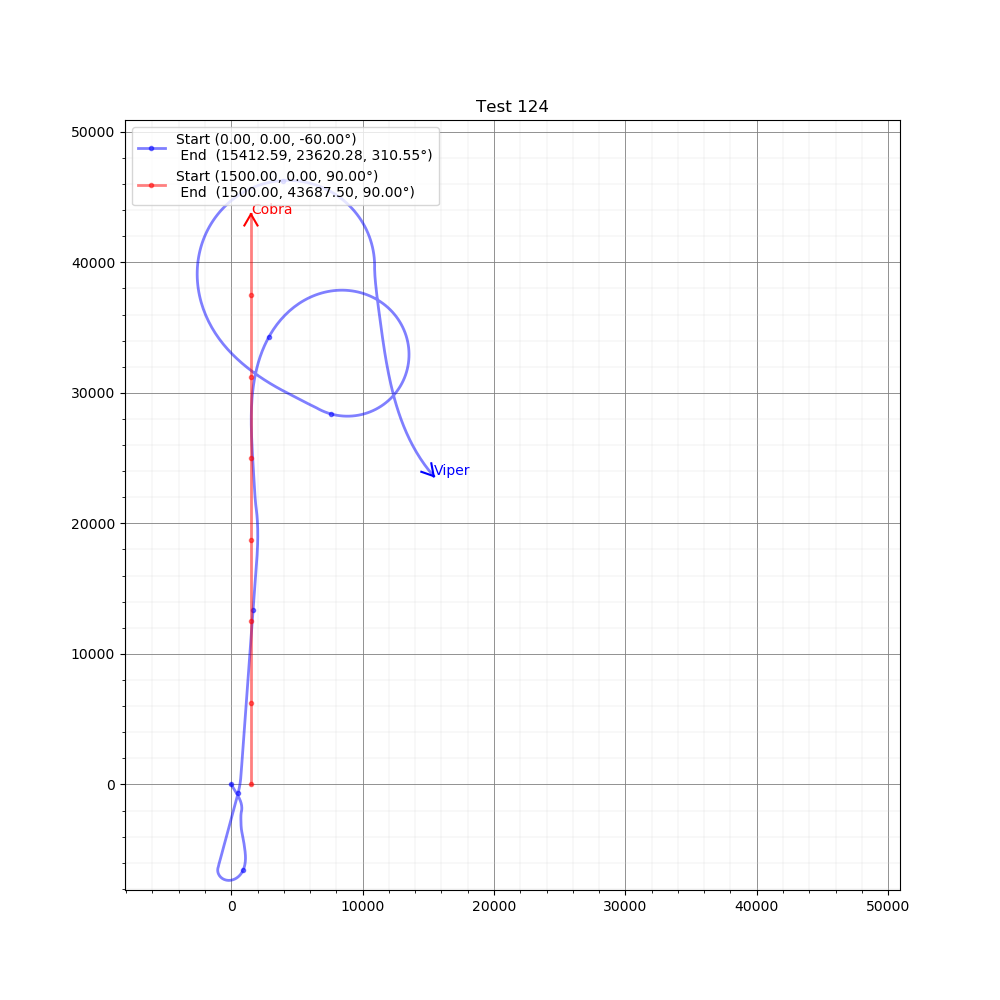 Test 124
Start (0.00, 0.00, -60.00°)
End (15412.59, 23620.28, 310.55°)
Start (1500.00, 0.00, 90.00°)
End (1500.00, 43687.50, 90.00°)
Cobra
Viper
50000
40000
30000
20000
10000
0
0
10000
20000
30000
40000
50000